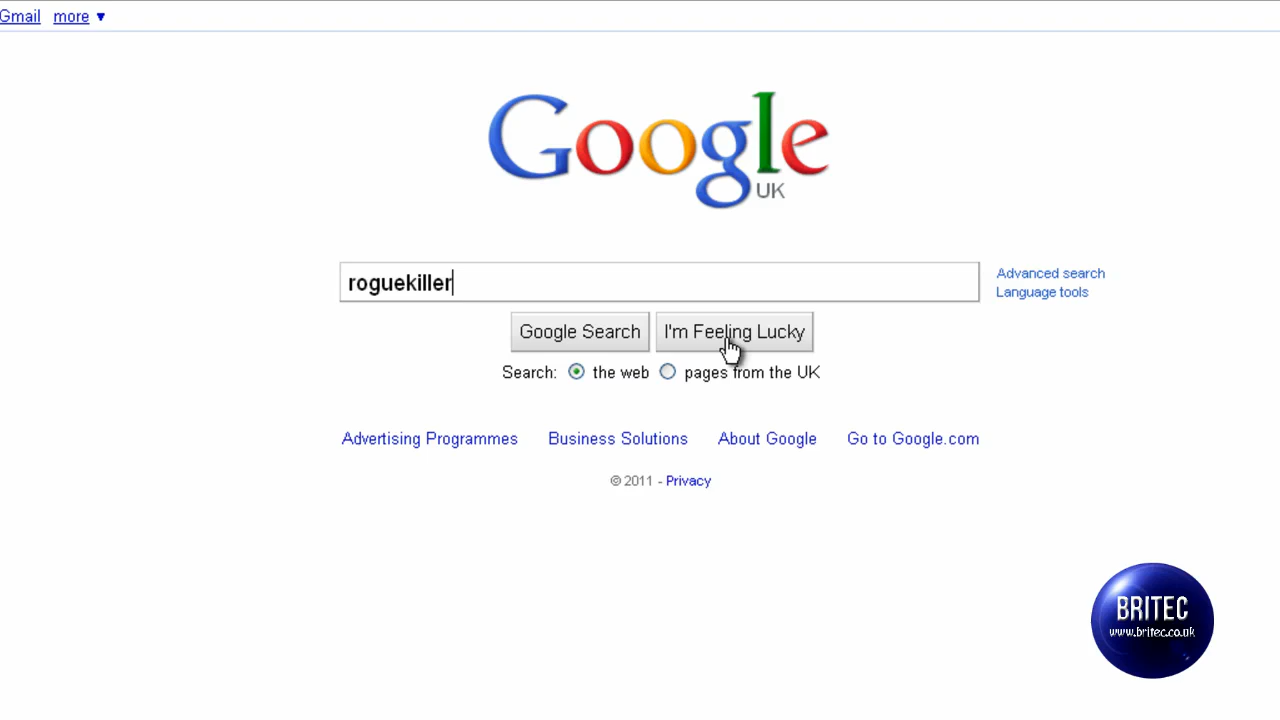 Gmail more ▼
Google
UK
roguekiller
Advanced search
Language tools
Google Search I'm Feeling Lucky
Search: the web pages from the UK
Advertising Programmes Business Solutions About Google Go to Google.com
© 2011 - Privacy
BRITEC
www.britec.co.uk